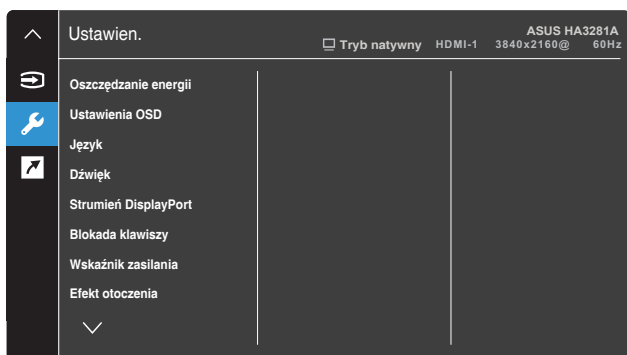 Ustawien.
ASUS HA3281A
Tryb natywny HDMI-1 3840x2160@ 60Hz
Oszczędzanie energii
Ustawienia OSD
Język
Dźwięk
Strumień DisplayPort
Blokada klawiszy
Wskaźnik zasilania
Efekt otoczenia